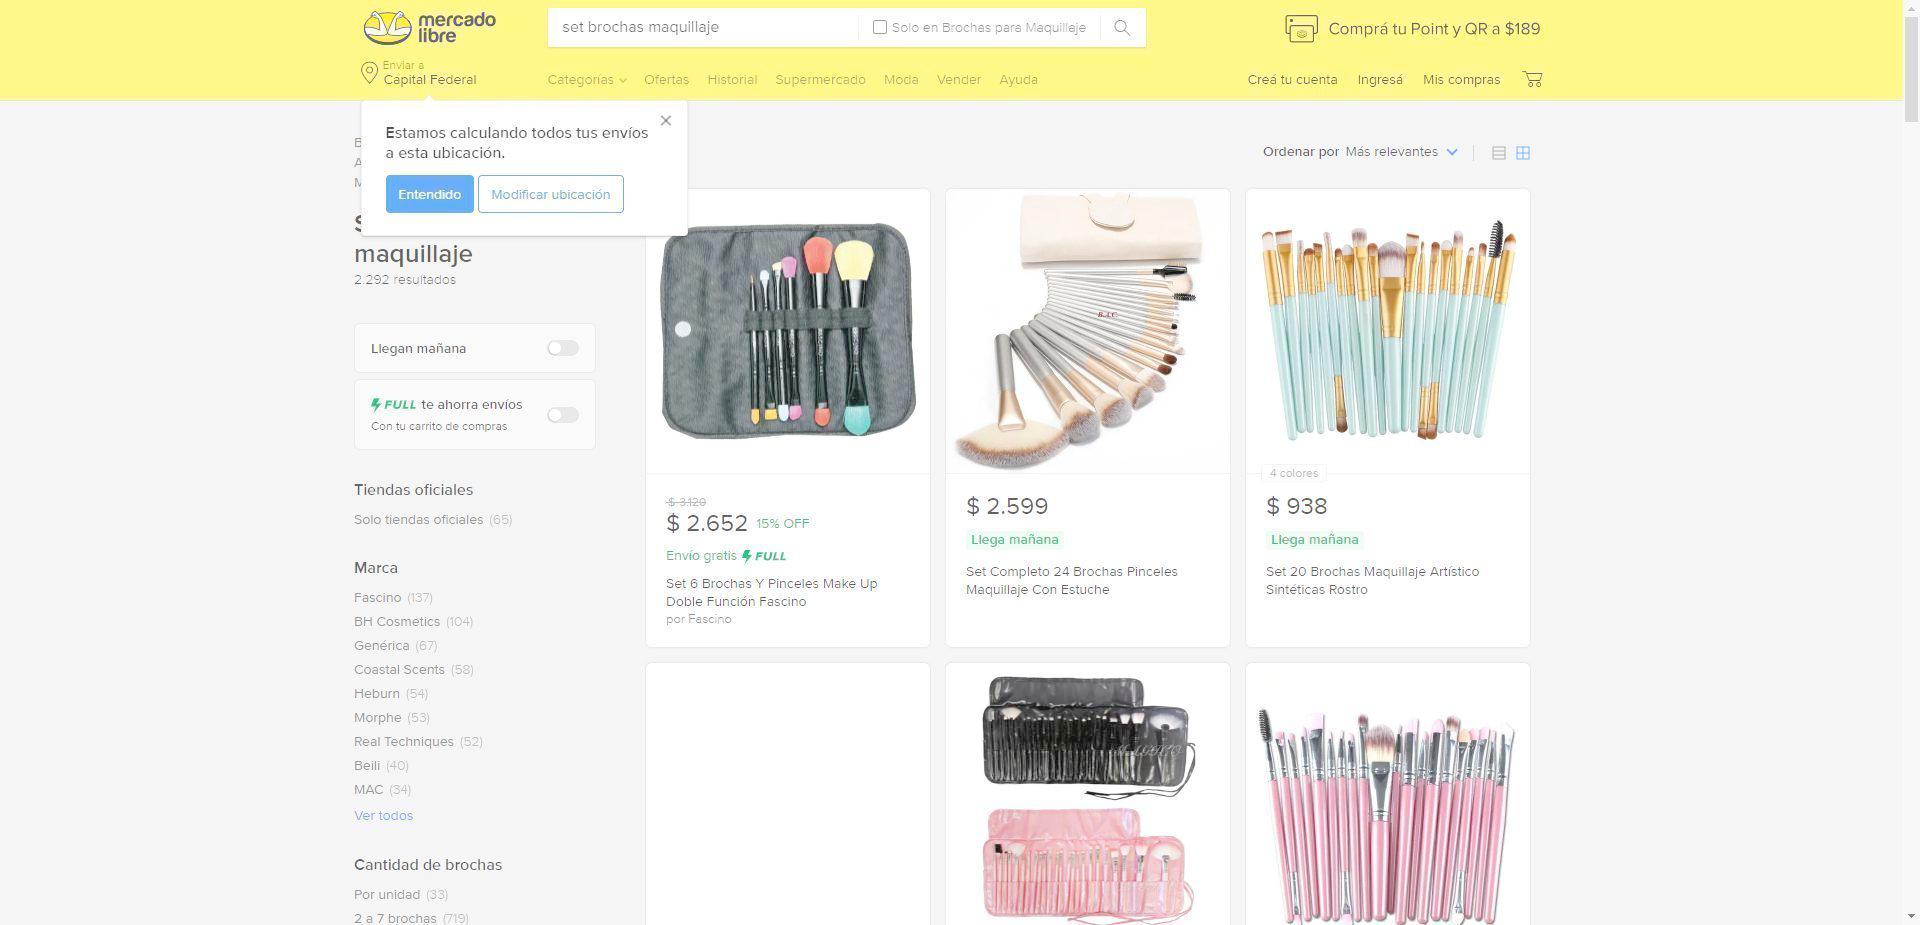 mercado
libre
set brochas maquillaje
Solo en Brochas para Maquillaje
Comprá tu Point y QR a $189
Enviar a
Capital Federal
Categorías
Ofertas
Historial
Supermercado
Moda
Vender
Ayuda
Creá tu cuenta
Ingresá
Mis compras
Estamos calculando todos tus envíos
a esta ubicación.
Entendido
Modificar ubicación
Ordenar por Más relevantes
maquillaje
2.292 resultados
Llegan mañana
FULL te ahorra envíos
Con tu carrito de compras
Tiendas oficiales
Solo tiendas oficiales (65)
Marca
Fascino (137)
BH Cosmetics (104)
Genérica (67)
Coastal Scents (58)
Heburn (54)
Morphe (53)
Real Techniques (52)
Beili (40)
MAC (34)
Ver todos
Cantidad de brochas
Por unidad (33)
2 a 7 brochas (719)
$ 3.120
$ 2.652 15% OFF
Envío gratis FULL
Set 6 Brochas Y Pinceles Make Up
Doble Función Fascino
por Fascino
$ 2.599
Llega mañana
Set Completo 24 Brochas Pinceles
Maquillaje Con Estuche
4 colores
$ 938
Llega mañana
Set 20 Brochas Maquillaje Artístico
Sintéticas Rostro